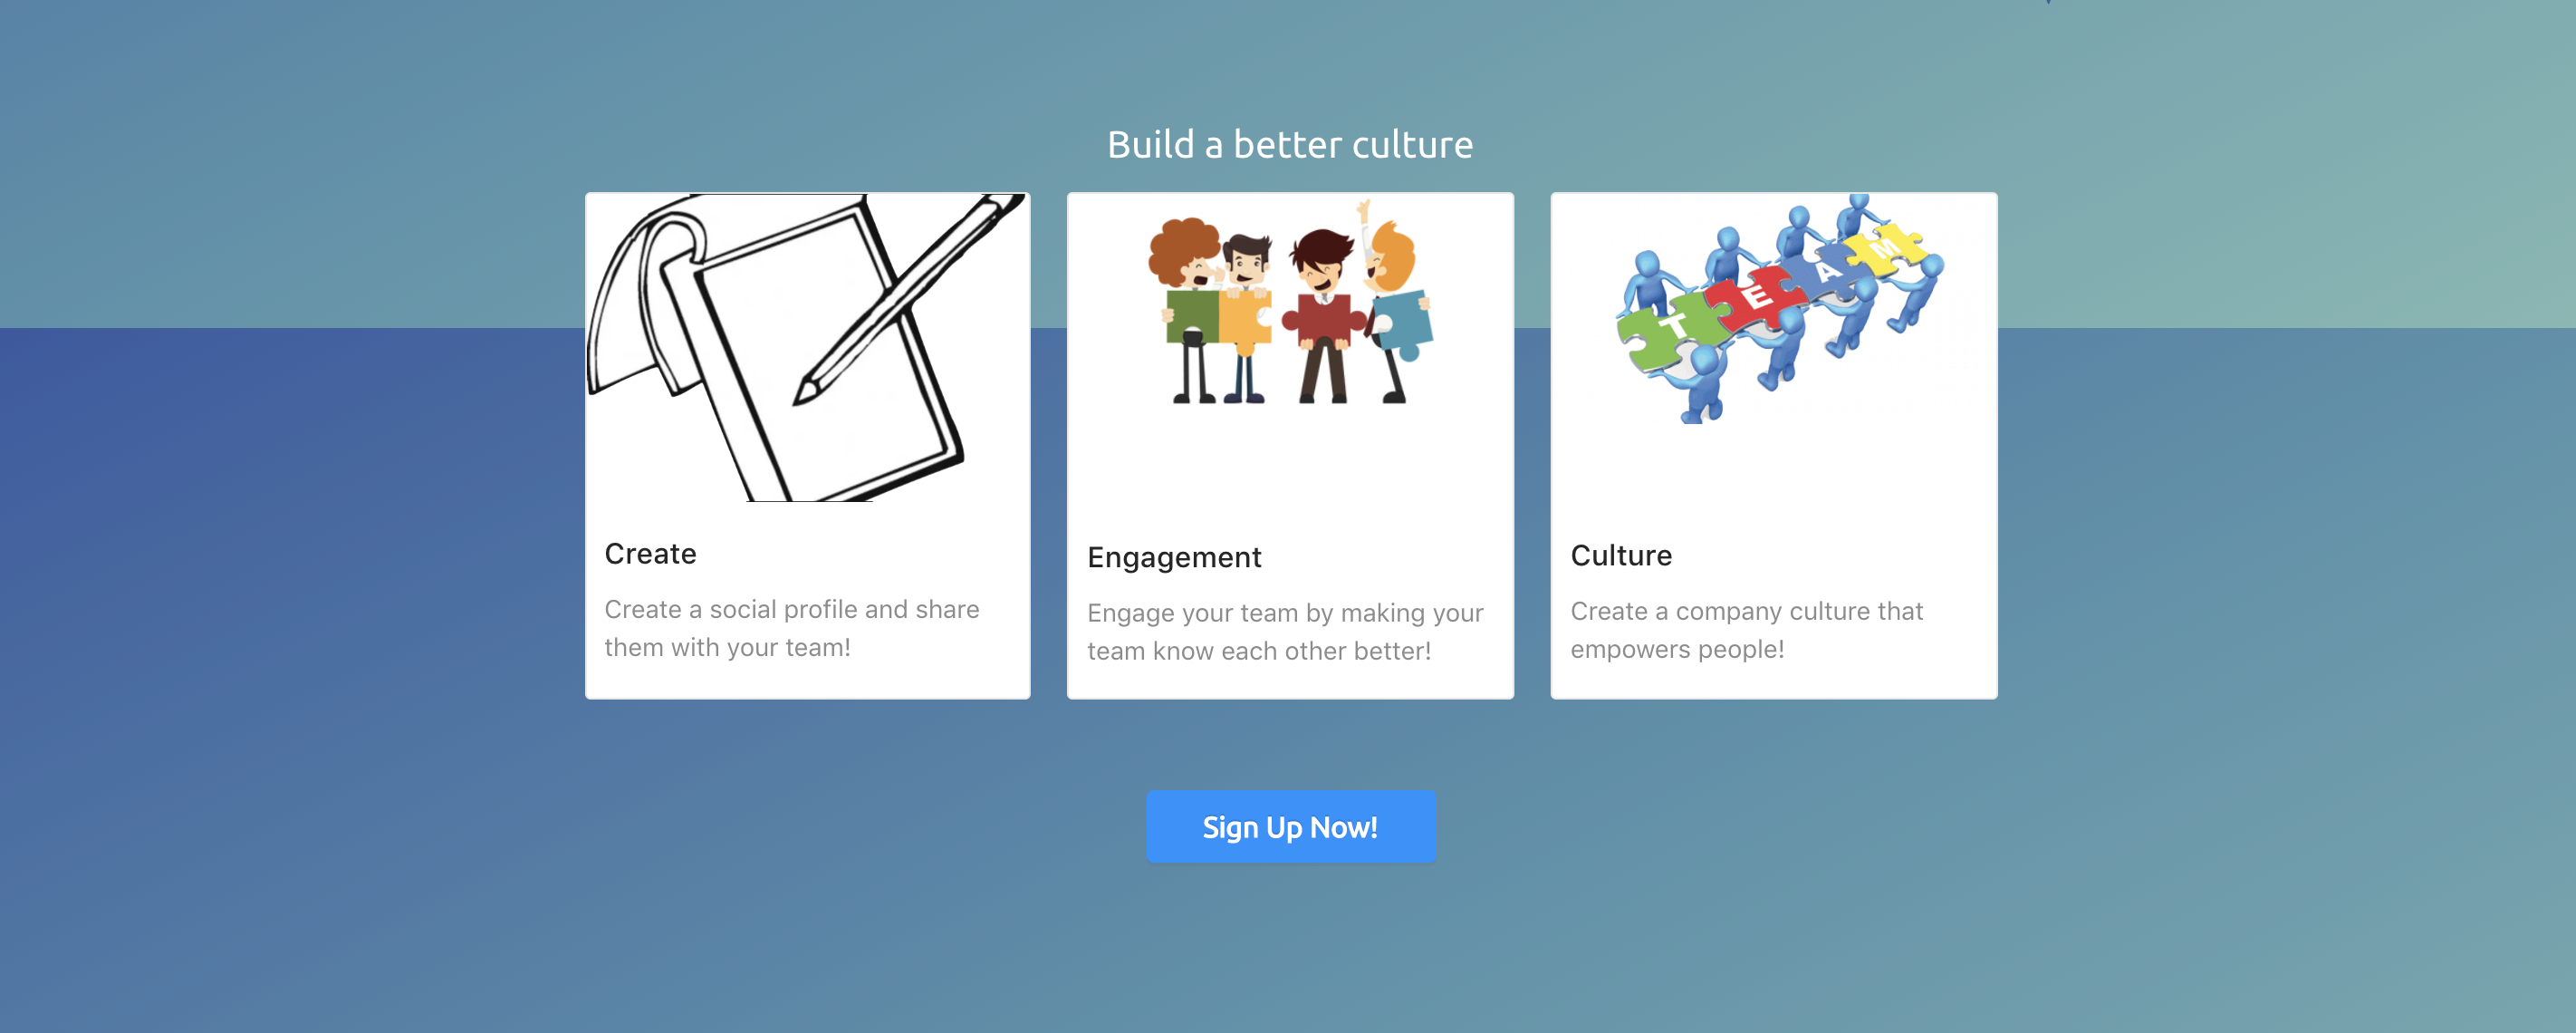 Build a better culture
TEAM
Create
Create a social profile and share
them with your team!
Engagement
Engage your team by making your
team know each other better!
Culture
Create a company culture that
empowers people!
Sign Up Now!